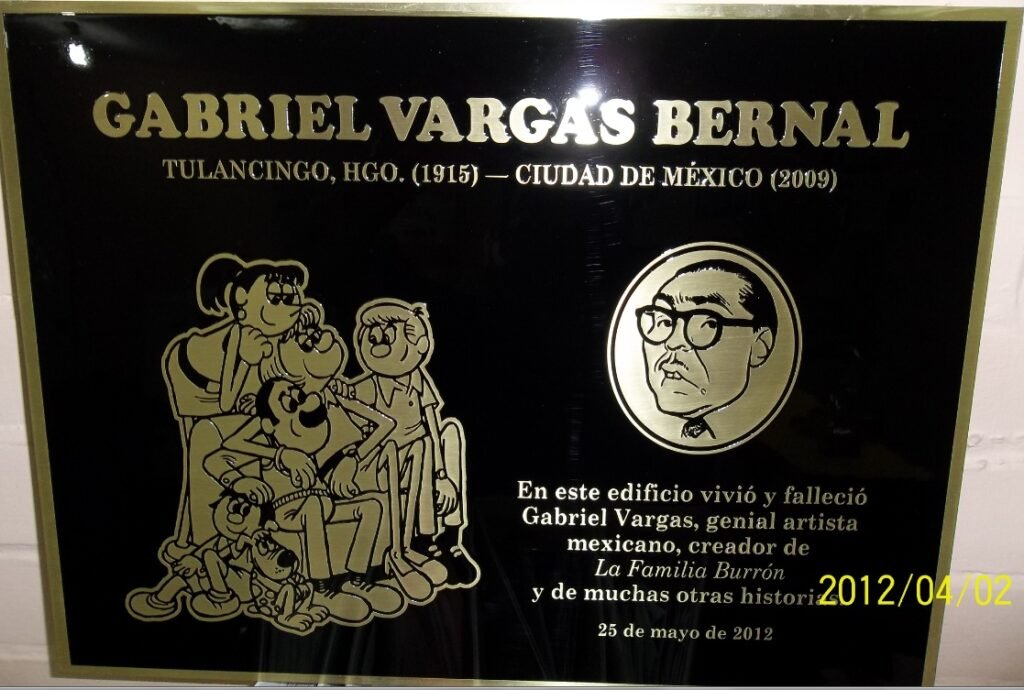 GABRIEL VARGAS BERNAL
TULANCINGO, HGO. (1915) — CIUDAD DE MÉXICO (2009)
En este edificio vivió y falleció
Gabriel Vargas, genial artista
mexicano, creador de
La Familia Burrón
y de muchas otras historias
25 de mayo de 2012
2012/04/02